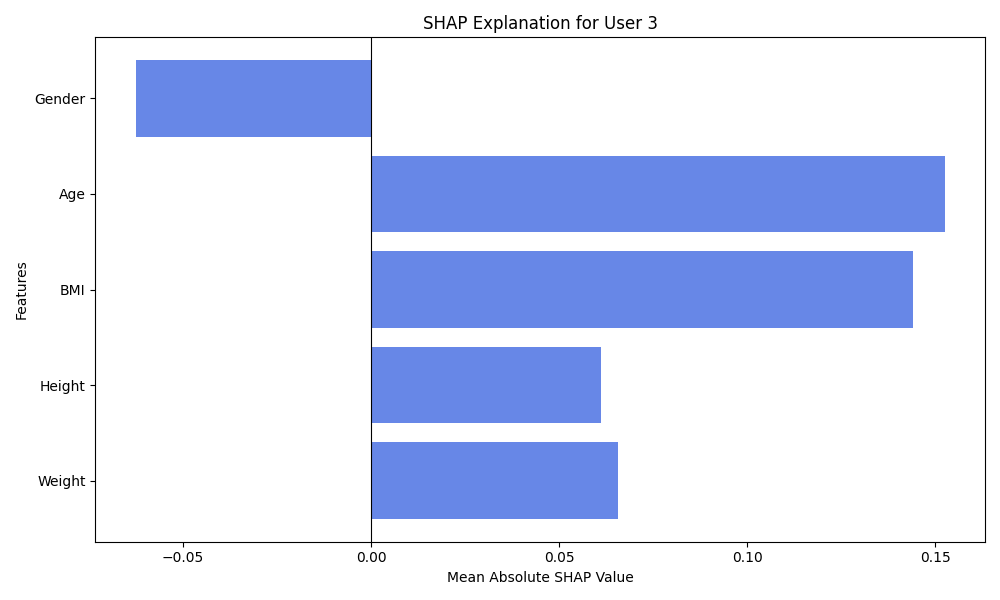 SHAP Explanation for User 3
Gender
Age
BMI
Height
Weight
Features
−0.05
0.00
0.05
0.10
0.15
Mean Absolute SHAP Value